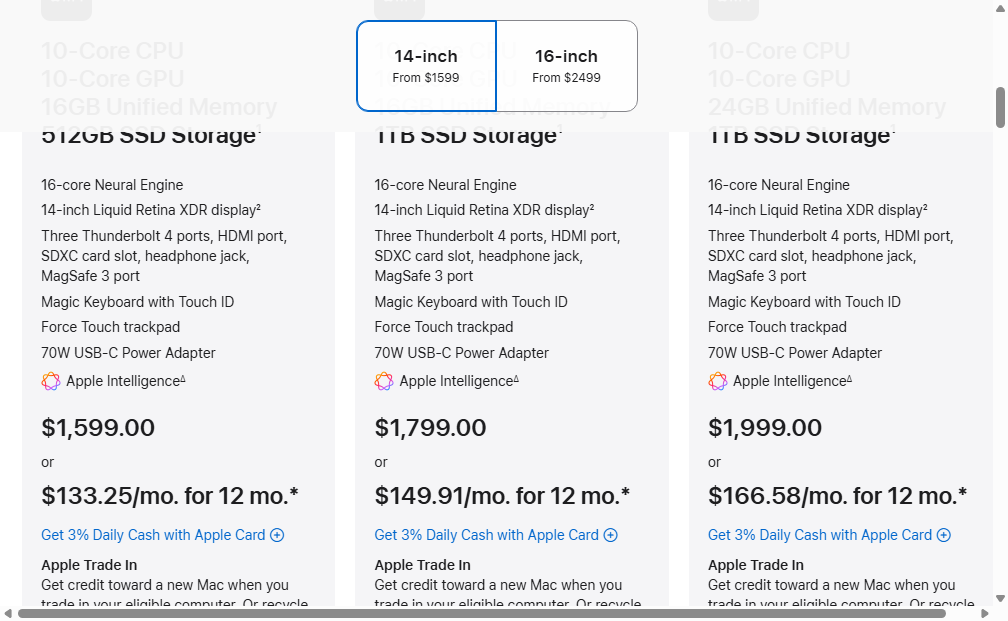 14-inch
From $1599
16-inch
From $2499
10-Core CPU
10-Core GPU
16GB Unified Memory
512GB SSD Storage¹
16-core Neural Engine
14-inch Liquid Retina XDR display²
Three Thunderbolt 4 ports, HDMI port,
SDXC card slot, headphone jack,
MagSafe 3 port
Magic Keyboard with Touch ID
Force Touch trackpad
70W USB-C Power Adapter
Apple Intelligence∆
$1,599.00
or
$133.25/mo. for 12 mo.*
Get 3% Daily Cash with Apple Card
Apple Trade In
Get credit toward a new Mac when you
trade in your eligible computer. Or recycle
1TB SSD Storage¹
16-core Neural Engine
14-inch Liquid Retina XDR display²
Three Thunderbolt 4 ports, HDMI port,
SDXC card slot, headphone jack,
MagSafe 3 port
Magic Keyboard with Touch ID
Force Touch trackpad
70W USB-C Power Adapter
Apple Intelligence∆
$1,799.00
or
$149.91/mo. for 12 mo.*
Get 3% Daily Cash with Apple Card
Apple Trade In
Get credit toward a new Mac when you
trade in your eligible computer. Or recycle
10-Core CPU
10-Core GPU
24GB Unified Memory
1TB SSD Storage¹
16-core Neural Engine
14-inch Liquid Retina XDR display²
Three Thunderbolt 4 ports, HDMI port,
SDXC card slot, headphone jack,
MagSafe 3 port
Magic Keyboard with Touch ID
Force Touch trackpad
70W USB-C Power Adapter
Apple Intelligence∆
$1,999.00
or
$166.58/mo. for 12 mo.*
Get 3% Daily Cash with Apple Card
Apple Trade In
Get credit toward a new Mac when you
trade in your eligible computer. Or recycle